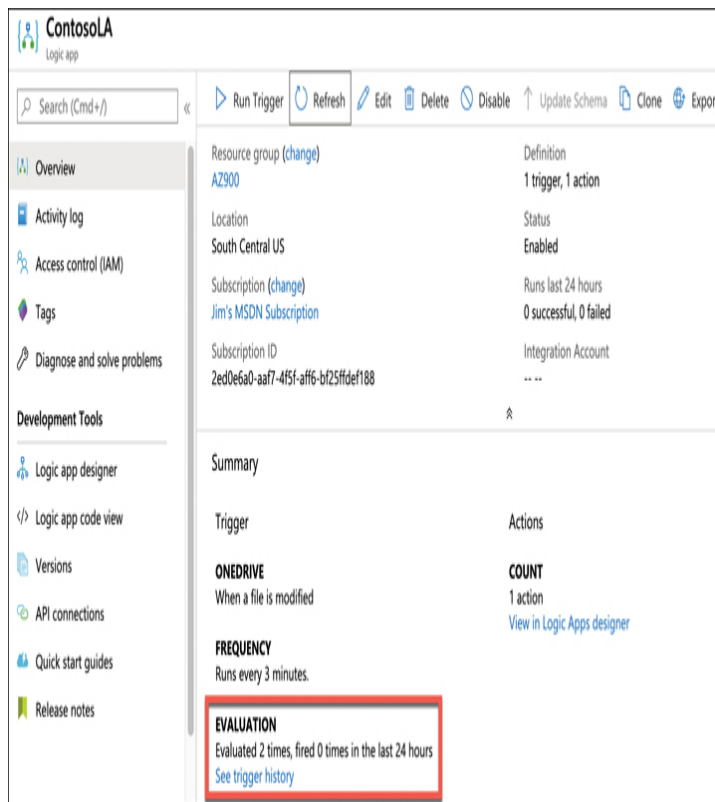 ContosoLA
Logic app
Search (Cmd+/)
«
Run Trigger
Refresh
Edit
Delete
Disable
Update Schema
Clone
Expor
Overview
Activity log
Access control (IAM)
Tags
Diagnose and solve problems
Development Tools
Logic app designer
</> Logic app code view
Versions
API connections
Quick start guides
Release notes
Resource group (change)
AZ900
Location
South Central US
Subscription (change)
Jim's MSDN Subscription
Subscription ID
2ed0e6a0-aaf7-4f5f-aff6-bf25ffdef188
Definition
1 trigger, 1 action
Status
Enabled
Runs last 24 hours
0 successful, 0 failed
Integration Account
-- --
Summary
Trigger
ONEDRIVE
When a file is modified
FREQUENCY
Runs every 3 minutes.
EVALUATION
Evaluated 2 times, fired 0 times in the last 24 hours
See trigger history
Actions
COUNT
1 action
View in Logic Apps designer